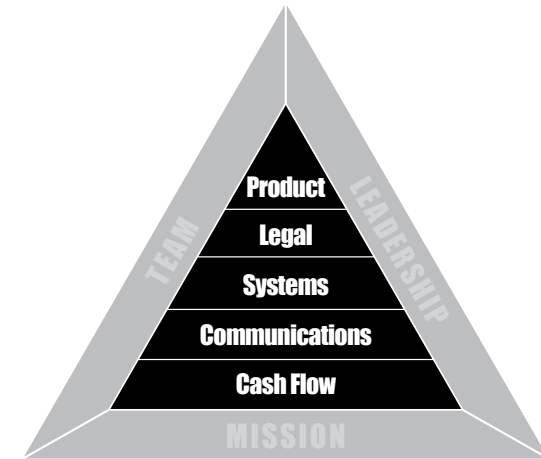 Product
Legal
Systems
Communications
Cash Flow
TEAM
LEADERSHIP
MISSION